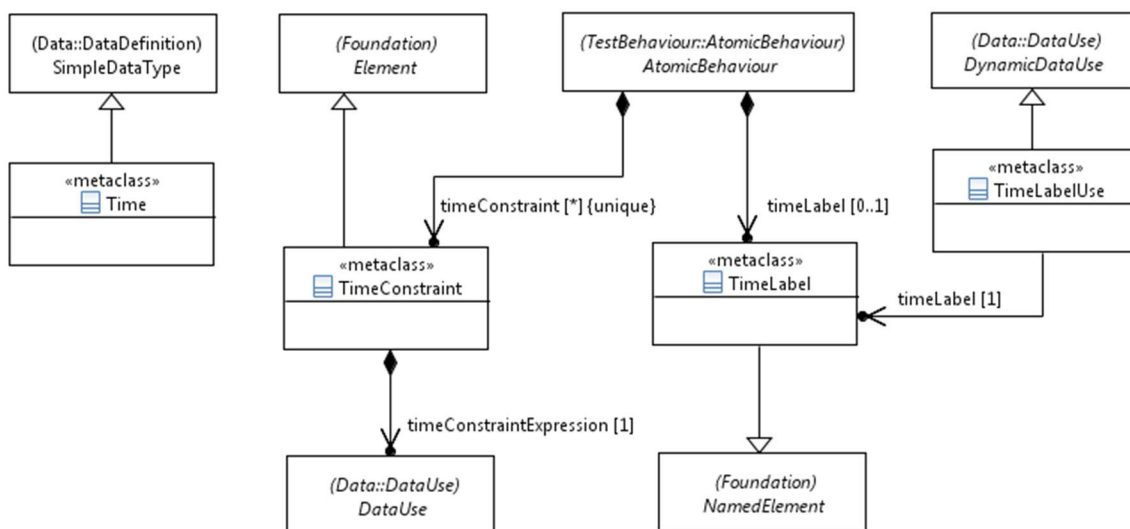 (Data::DataDefinition)
SimpleDataType
(Foundation)
Element
(TestBehaviour::AtomicBehaviour)
AtomicBehaviour
(Data::DataUse)
DynamicDataUse
«metaclass»
Time
«metaclass»
TimeLabelUse
timeConstraint [*] {unique}
timeLabel [0..1]
«metaclass»
TimeConstraint
«metaclass»
TimeLabel
timeLabel [1]
timeConstraintExpression [1]
(Data::DataUse)
DataUse
(Foundation)
NamedElement